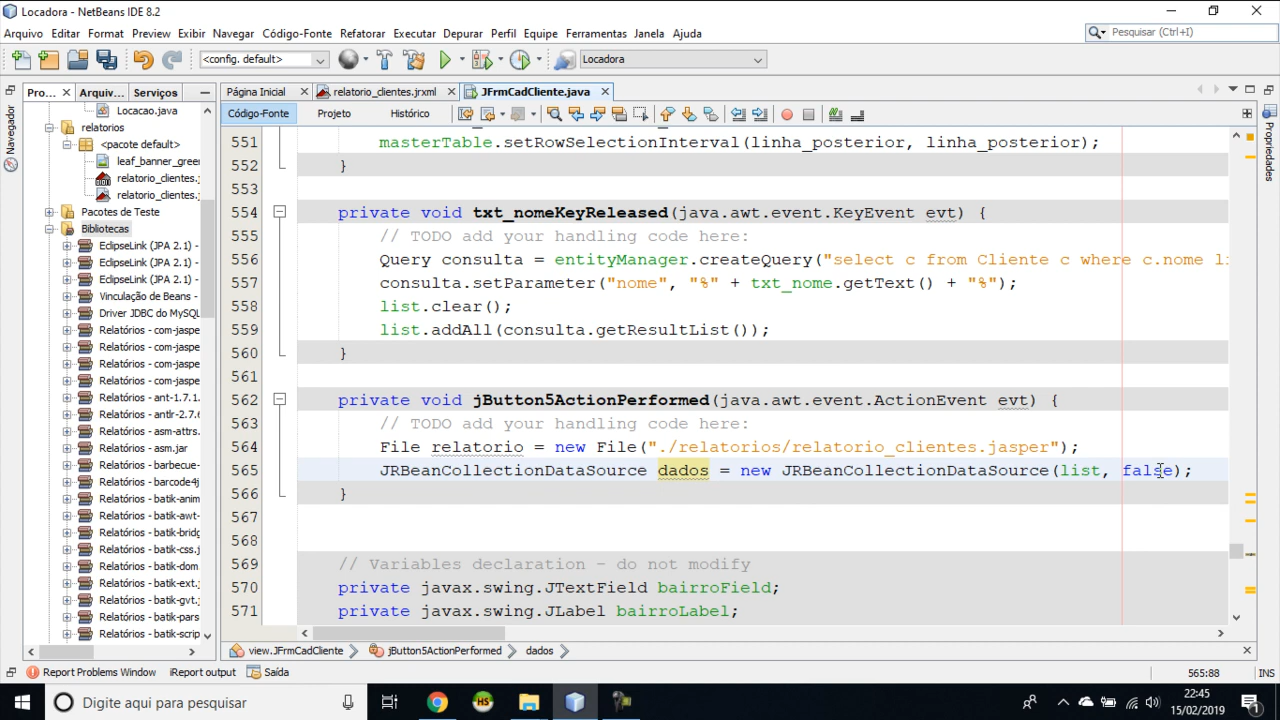 Locadora - NetBeans IDE 8.2
Arquivo Editar Format Preview Exibir Navegar Código-Fonte Refatorar Executar Depurar Perfil Equipe Ferramentas Janela Ajuda
Pesquisar (Ctrl+I)
<config. default>
Locadora
Pro... Arquiv... Serviços
Página Inicial relatorio_clientes.jrxml JFrmCadCliente.java
Código-Fonte Projeto Histórico
Navegador
Propriedades
Locacao.java
relatorios
<pacote default>
leaf_banner_gree
relatorio_clientes.
relatorio_clientes.j
Pacotes de Teste
Bibliotecas
EclipseLink (JPA 2.1) -
EclipseLink (JPA 2.1) -
EclipseLink (JPA 2.1) -
Vinculação de Beans -
Driver JDBC do MySQL
Relatórios - com-jaspe
Relatórios - com-jaspe
Relatórios - com-jaspe
Relatórios - com-jaspe
Relatórios - ant-1.7.1.
Relatórios - antlr-2.7.6
Relatórios - asm-attrs.
Relatórios - asm.jar
Relatórios - barbecue-
Relatórios - barcode4j
Relatórios - batik-anim
Relatórios - batik-awt-
Relatórios - batik-bridg
Relatórios - batik-css.j
Relatórios - batik-dom
Relatórios - batik-ext.j
Relatórios - batik-gvt.j
Relatórios - batik-pars
Relatórios - batik-scrip
551 masterTable.setRowSelectionInterval(linha_posterior, linha_posterior);
552 }
553
554 private void txt_nomeKeyReleased(java.awt.event.KeyEvent evt) {
555 // TODO add your handling code here:
556 Query consulta = entityManager.createQuery("select c from Cliente c where c.nome li
557 consulta.setParameter("nome", "%" + txt_nome.getText() + "%");
558 list.clear();
559 list.addAll(consulta.getResultList());
560 }
561
562 private void jButton5ActionPerformed(java.awt.event.ActionEvent evt) {
563 // TODO add your handling code here:
564 File relatorio = new File("./relatorios/relatorio_clientes.jasper");
565 JRBeanCollectionDataSource dados = new JRBeanCollectionDataSource(list, false);
566 }
567
568
569 // Variables declaration - do not modify
570 private javax.swing.JTextField bairroField;
571 private javax.swing.JLabel bairroLabel;
view.JFrmCadCliente jButton5ActionPerformed dados
Report Problems Window iReport output Saída
565:88 INS
Digite aqui para pesquisar
HS
22:45
15/02/2019
1